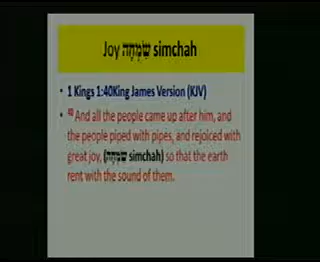 Joy שִׂמְחָה simchah
• 1 Kings 1:40King James Version (KJV)
• 40 And all the people came up after him, and
the people piped with pipes, and rejoiced with
great joy, (שִׂמְחָה simchah) so that the earth
rent with the sound of them.